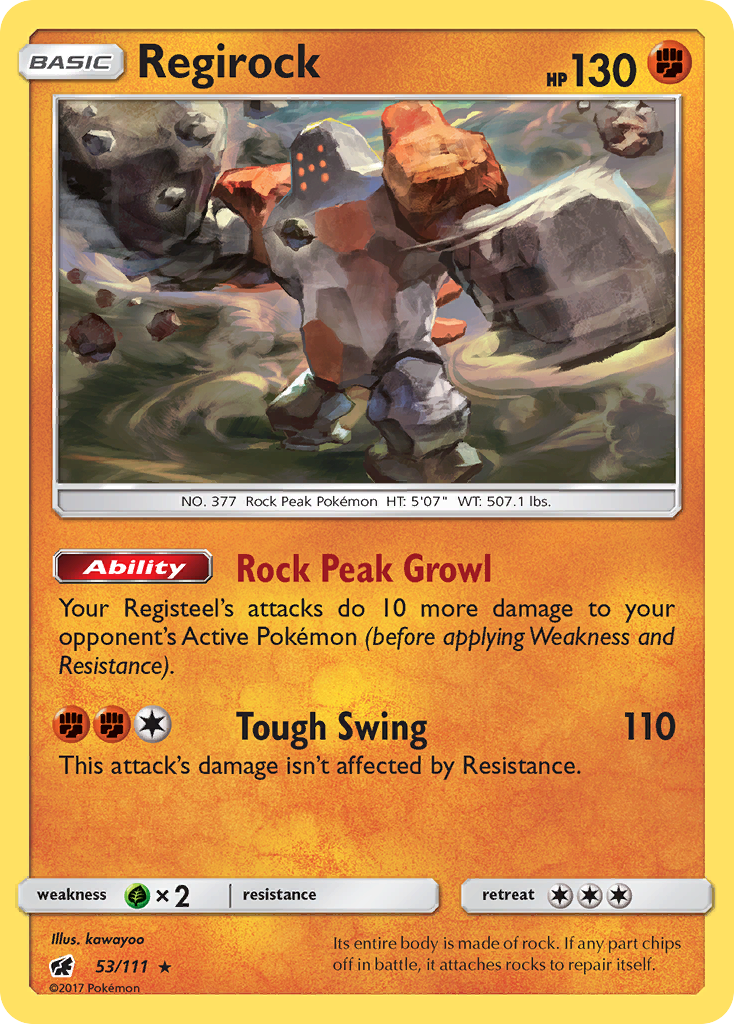 BASIC Regirock HP 130
NO. 377 Rock Peak Pokémon HT: 5'07" WT: 507.1 lbs.
Ability Rock Peak Growl
Your Registeel's attacks do 10 more damage to your
opponent's Active Pokémon (before applying Weakness and
Resistance).
Tough Swing 110
This attack's damage isn't affected by Resistance.
weakness ×2 resistance retreat
Illus. kawayoo
53/111 ★
©2017 Pokémon
Its entire body is made of rock. If any part chips
off in battle, it attaches rocks to repair itself.